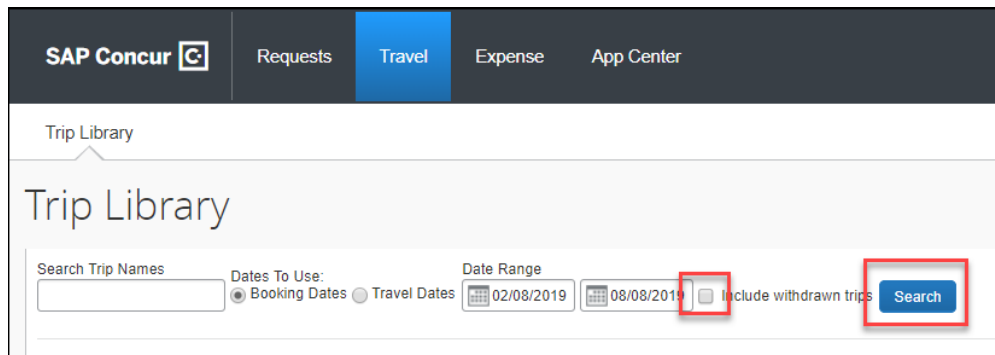 SAP Concur C Requests Travel Expense App Center
Trip Library
Trip Library
Search Trip Names Dates To Use: Date Range
Booking Dates Travel Dates 02/08/2019 08/08/2019 Include withdrawn trips Search